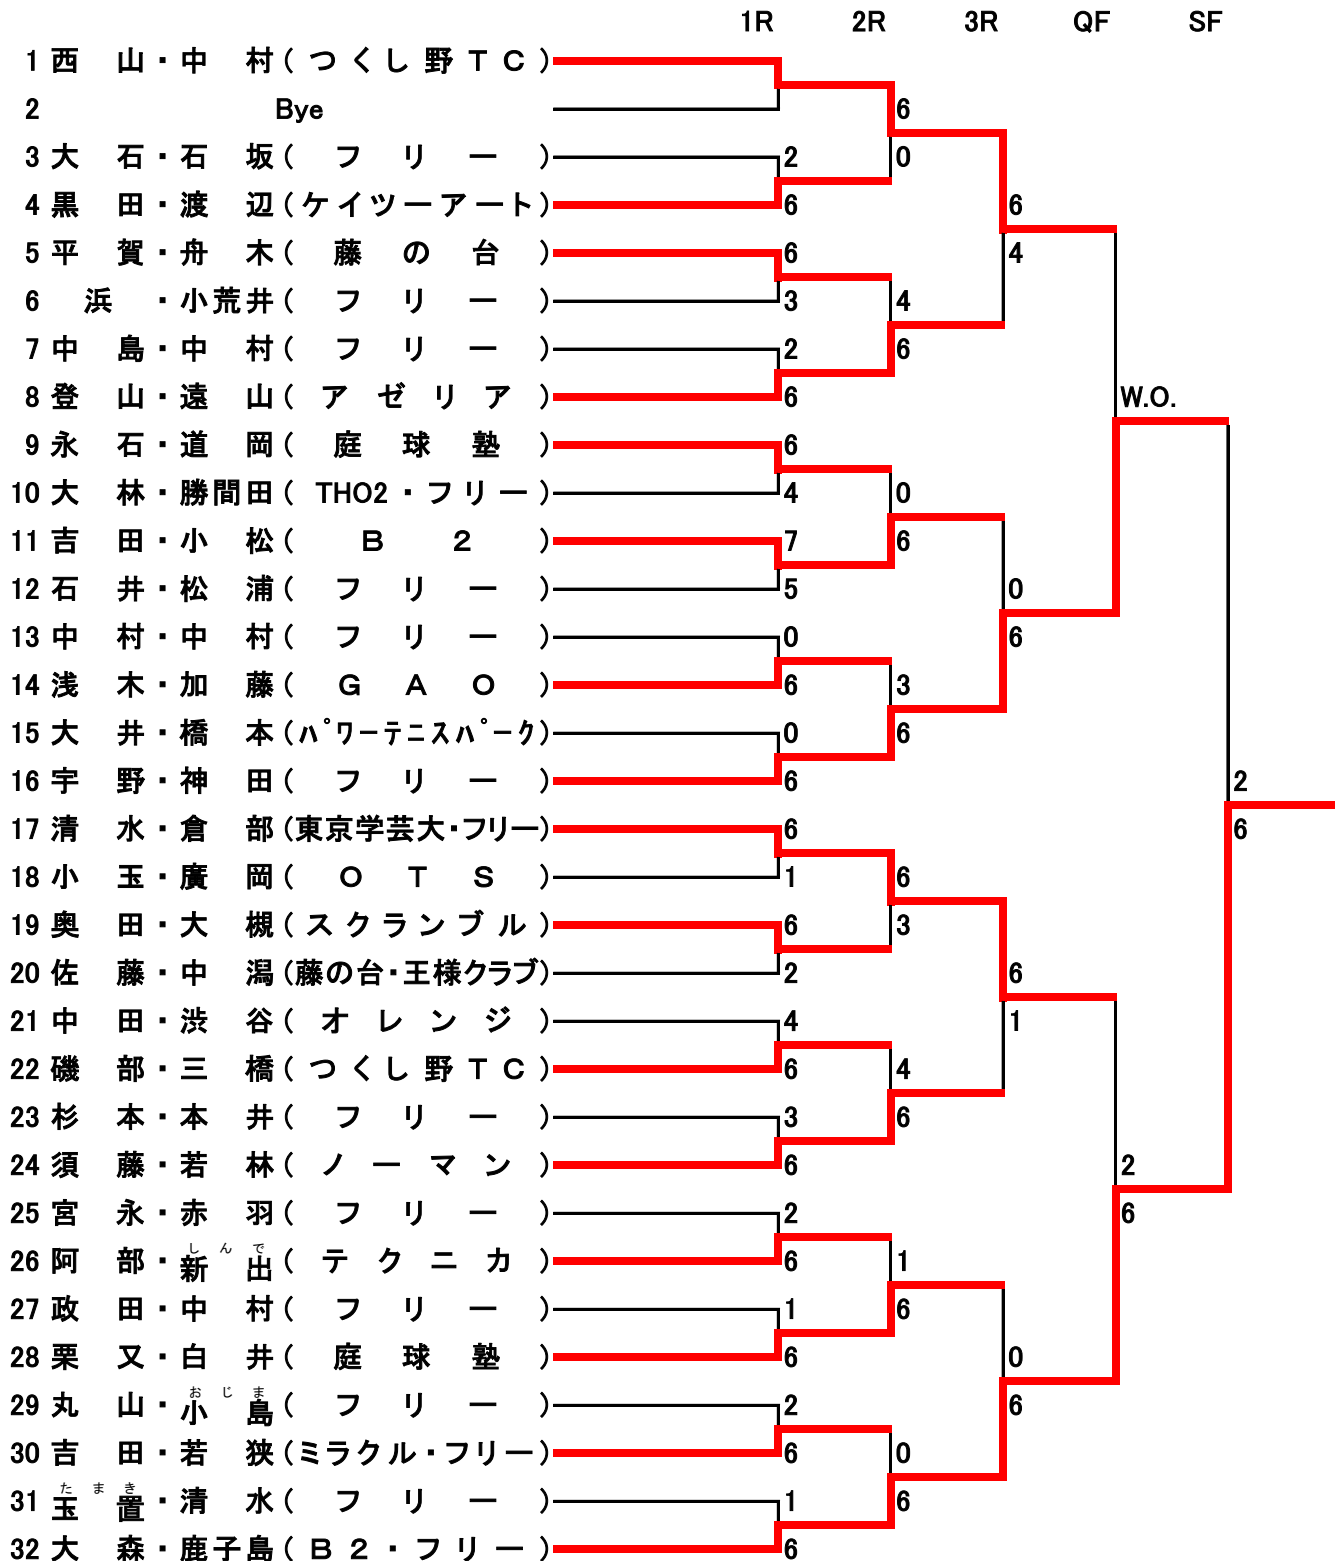 1R 2R 3R QF SF
1 西 山・中 村 ( つくし野TC )
2 Bye
6
3 大 石・石 坂 ( フ リ ー ) 2 0
4 黒 田・渡 辺 ( ケイツーアート ) 6 6
5 平 賀・舟 木 ( 藤 の 台 ) 6 4
6 浜 ・小荒井 ( フ リ ー ) 3 4
7 中 島・中 村 ( フ リ ー ) 2 6
8 登 山・遠 山 ( ア ゼ リ ア ) 6 W.O.
9 永 石・道 岡 ( 庭 球 塾 ) 6
10 大 林・勝間田 ( THO2・フリー ) 4 0
11 吉 田・小 松 ( B 2 ) 7 6
12 石 井・松 浦 ( フ リ ー ) 5 0
13 中 村・中 村 ( フ リ ー ) 0 6
14 浅 木・加 藤 ( G A O ) 6 3
15 大 井・橋 本 (ﾊﾟﾜｰﾃﾆｽﾊﾟｰｸ) 0 6
16 宇 野・神 田 ( フ リ ー ) 6 2
17 清 水・倉 部 (東京学芸大・フリー) 6 6
18 小 玉・廣 岡 ( O T S ) 1 6
19 奥 田・大 槻 ( スクランブル ) 6 3
20 佐 藤・中 潟 (藤の台・王様クラブ) 2 6
21 中 田・渋 谷 ( オ レ ン ジ ) 4 1
22 磯 部・三 橋 ( つくし野TC ) 6 4
23 杉 本・本 井 ( フ リ ー ) 3 6
24 須 藤・若 林 ( ノ ー マ ン ) 6 2
25 宮 永・赤 羽 ( フ リ ー ) 2 6
しんで
26 阿 部・新 出 ( テ ク ニ カ ) 6 1
27 政 田・中 村 ( フ リ ー ) 1 6
28 栗 又・白 井 ( 庭 球 塾 ) 6 0
おじま
29 丸 山・小 島 ( フ リ ー ) 2 6
30 吉 田・若 狭 (ミラクル・フリー) 6 0
たまき
31 玉 置・清 水 ( フ リ ー ) 1 6
32 大 森・鹿子島 ( B2・フリー ) 6